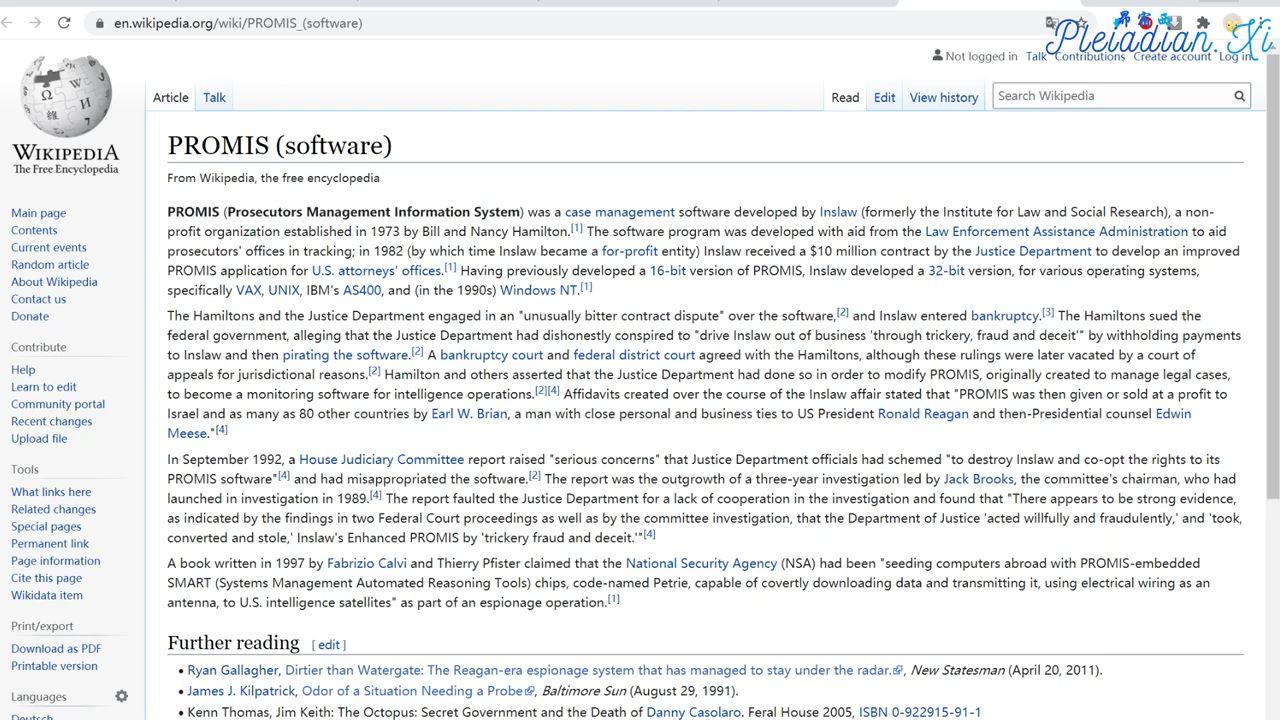 en.wikipedia.org/wiki/PROMIS_(software)
昴宿西
Pleiadian. Xi
Not logged in Talk Contributions Create account Log in
Article Talk Read Edit View history Search Wikipedia
WIKIPEDIA
The Free Encyclopedia
PROMIS (software)
From Wikipedia, the free encyclopedia
Main page
Contents
Current events
Random article
About Wikipedia
Contact us
Donate
Contribute
Help
Learn to edit
Community portal
Recent changes
Upload file
Tools
What links here
Related changes
Special pages
Permanent link
Page information
Cite this page
Wikidata item
Print/export
Download as PDF
Printable version
Languages
Deutsch
PROMIS (Prosecutors Management Information System) was a case management software developed by Inslaw (formerly the Institute for Law and Social Research), a non-
profit organization established in 1973 by Bill and Nancy Hamilton.[1] The software program was developed with aid from the Law Enforcement Assistance Administration to aid
prosecutors' offices in tracking; in 1982 (by which time Inslaw became a for-profit entity) Inslaw received a $10 million contract by the Justice Department to develop an improved
PROMIS application for U.S. attorneys' offices.[1] Having previously developed a 16-bit version of PROMIS, Inslaw developed a 32-bit version, for various operating systems,
specifically VAX, UNIX, IBM's AS400, and (in the 1990s) Windows NT.[1]
The Hamiltons and the Justice Department engaged in an "unusually bitter contract dispute" over the software,[2] and Inslaw entered bankruptcy.[3] The Hamiltons sued the
federal government, alleging that the Justice Department had dishonestly conspired to "drive Inslaw out of business 'through trickery, fraud and deceit'" by withholding payments
to Inslaw and then pirating the software.[2] A bankruptcy court and federal district court agreed with the Hamiltons, although these rulings were later vacated by a court of
appeals for jurisdictional reasons.[2] Hamilton and others asserted that the Justice Department had done so in order to modify PROMIS, originally created to manage legal cases,
to become a monitoring software for intelligence operations.[2][4] Affidavits created over the course of the Inslaw affair stated that "PROMIS was then given or sold at a profit to
Israel and as many as 80 other countries by Earl W. Brian, a man with close personal and business ties to US President Ronald Reagan and then-Presidential counsel Edwin
Meese."[4]
In September 1992, a House Judiciary Committee report raised "serious concerns" that Justice Department officials had schemed "to destroy Inslaw and co-opt the rights to its
PROMIS software"[4] and had misappropriated the software.[2] The report was the outgrowth of a three-year investigation led by Jack Brooks, the committee's chairman, who had
launched in investigation in 1989.[4] The report faulted the Justice Department for a lack of cooperation in the investigation and found that "There appears to be strong evidence,
as indicated by the findings in two Federal Court proceedings as well as by the committee investigation, that the Department of Justice 'acted willfully and fraudulently,' and 'took,
converted and stole,' Inslaw's Enhanced PROMIS by 'trickery fraud and deceit.'"[4]
A book written in 1997 by Fabrizio Calvi and Thierry Pfister claimed that the National Security Agency (NSA) had been "seeding computers abroad with PROMIS-embedded
SMART (Systems Management Automated Reasoning Tools) chips, code-named Petrie, capable of covertly downloading data and transmitting it, using electrical wiring as an
antenna, to U.S. intelligence satellites" as part of an espionage operation.[1]
Further reading [ edit ]
• Ryan Gallagher, Dirtier than Watergate: The Reagan-era espionage system that has managed to stay under the radar., New Statesman (April 20, 2011).
• James J. Kilpatrick, Odor of a Situation Needing a Probe, Baltimore Sun (August 29, 1991).
• Kenn Thomas, Jim Keith: The Octopus: Secret Government and the Death of Danny Casolaro. Feral House 2005, ISBN 0-922915-91-1